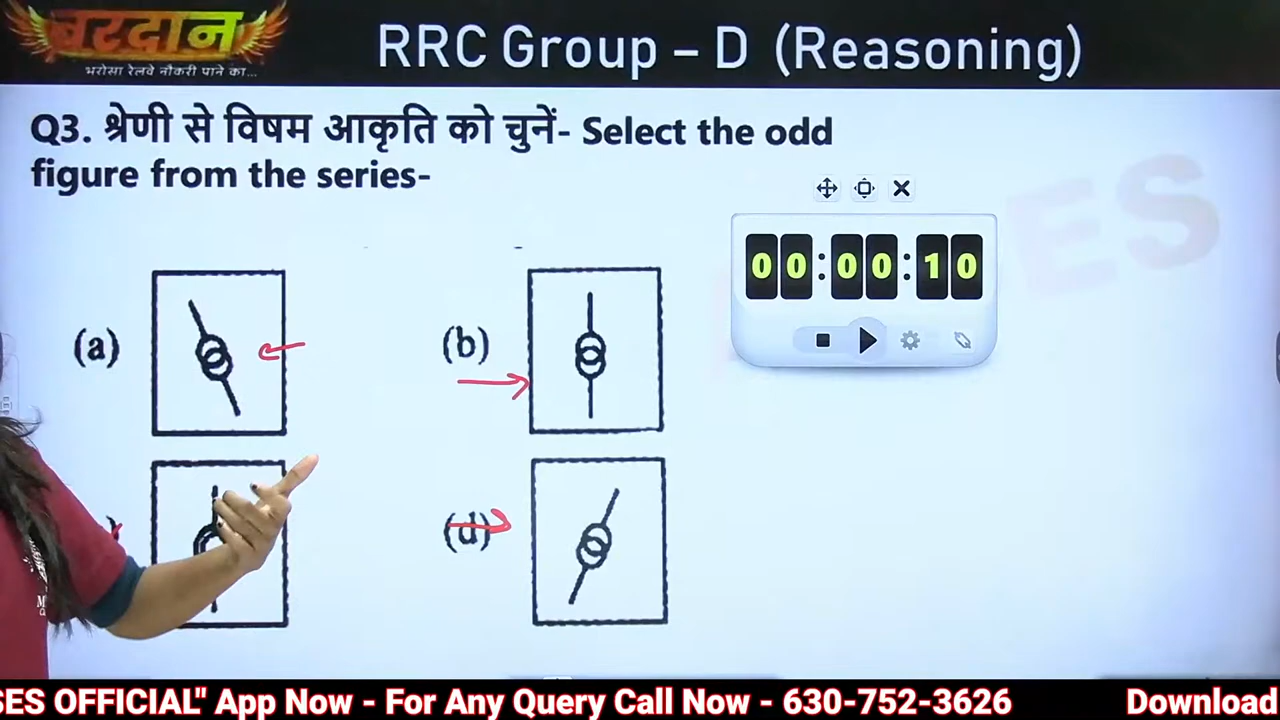 बरदान
भरोसा रेलवे नौकरी पाने का...
RRC Group – D (Reasoning)
Q3. श्रेणी से विषम आकृति को चुनें- Select the odd
figure from the series-
00:00:10
(a)
(b)
(d)
SES OFFICIAL" App Now - For Any Query Call Now - 630-752-3626
Download